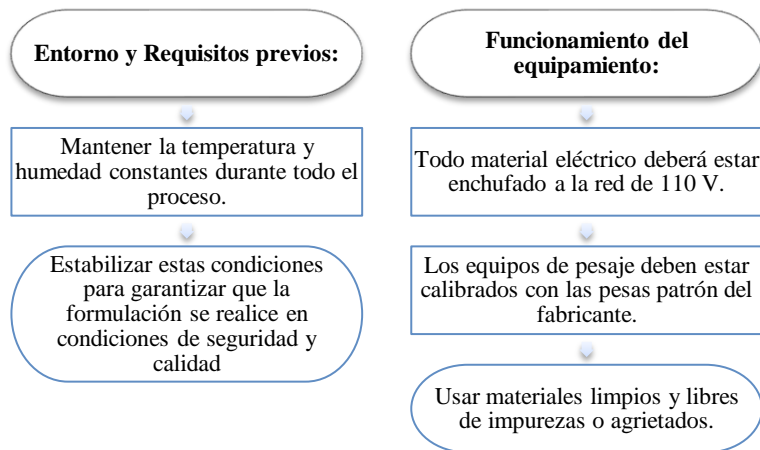 Entorno y Requisitos previos:
Mantener la temperatura y
humedad constantes durante todo el
proceso.
Estabilizar estas condiciones
para garantizar que la
formulación se realice en
condiciones de seguridad y
calidad
Funcionamiento del
equipamiento:
Todo material eléctrico deberá estar
enchufado a la red de 110 V.
Los equipos de pesaje deben estar
calibrados con las pesas patrón del
fabricante.
Usar materiales limpios y libres
de impurezas o agrietados.